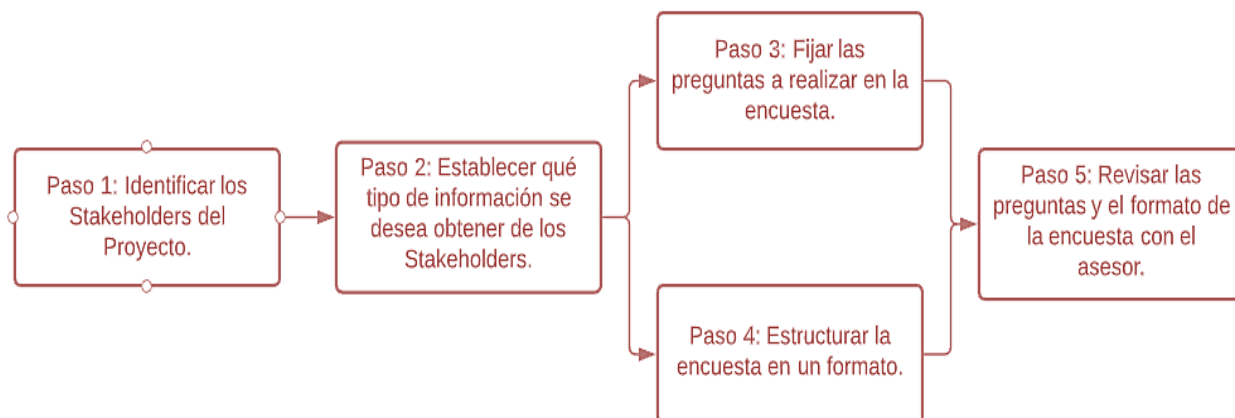 Paso 1: Identificar los
Stakeholders del
Proyecto.
Paso 2: Establecer qué
tipo de información se
desea obtener de los
Stakeholders.
Paso 3: Fijar las
preguntas a realizar en la
encuesta.
Paso 4: Estructurar la
encuesta en un formato.
Paso 5: Revisar las
preguntas y el formato de
la encuesta con el
asesor.